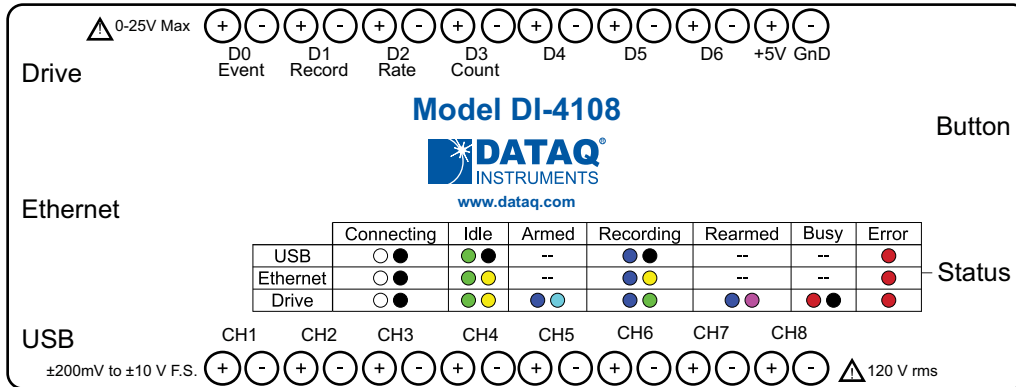 0-25V Max + - + - + - + - + - + - + - + -
D0 D1 D2 D3 D4 D5 D6 +5V GnD
Event Record Rate Count
Drive
Model DI-4108
Button
DATAQ®
INSTRUMENTS
www.dataq.com
Ethernet
Connecting Idle Armed Recording Rearmed Busy Error
USB -- -- --
Ethernet -- -- --
Drive
Status
USB
CH1 CH2 CH3 CH4 CH5 CH6 CH7 CH8
±200mV to ±10 V F.S. + - + - + - + - + - + - + - + - ! 120 V rms